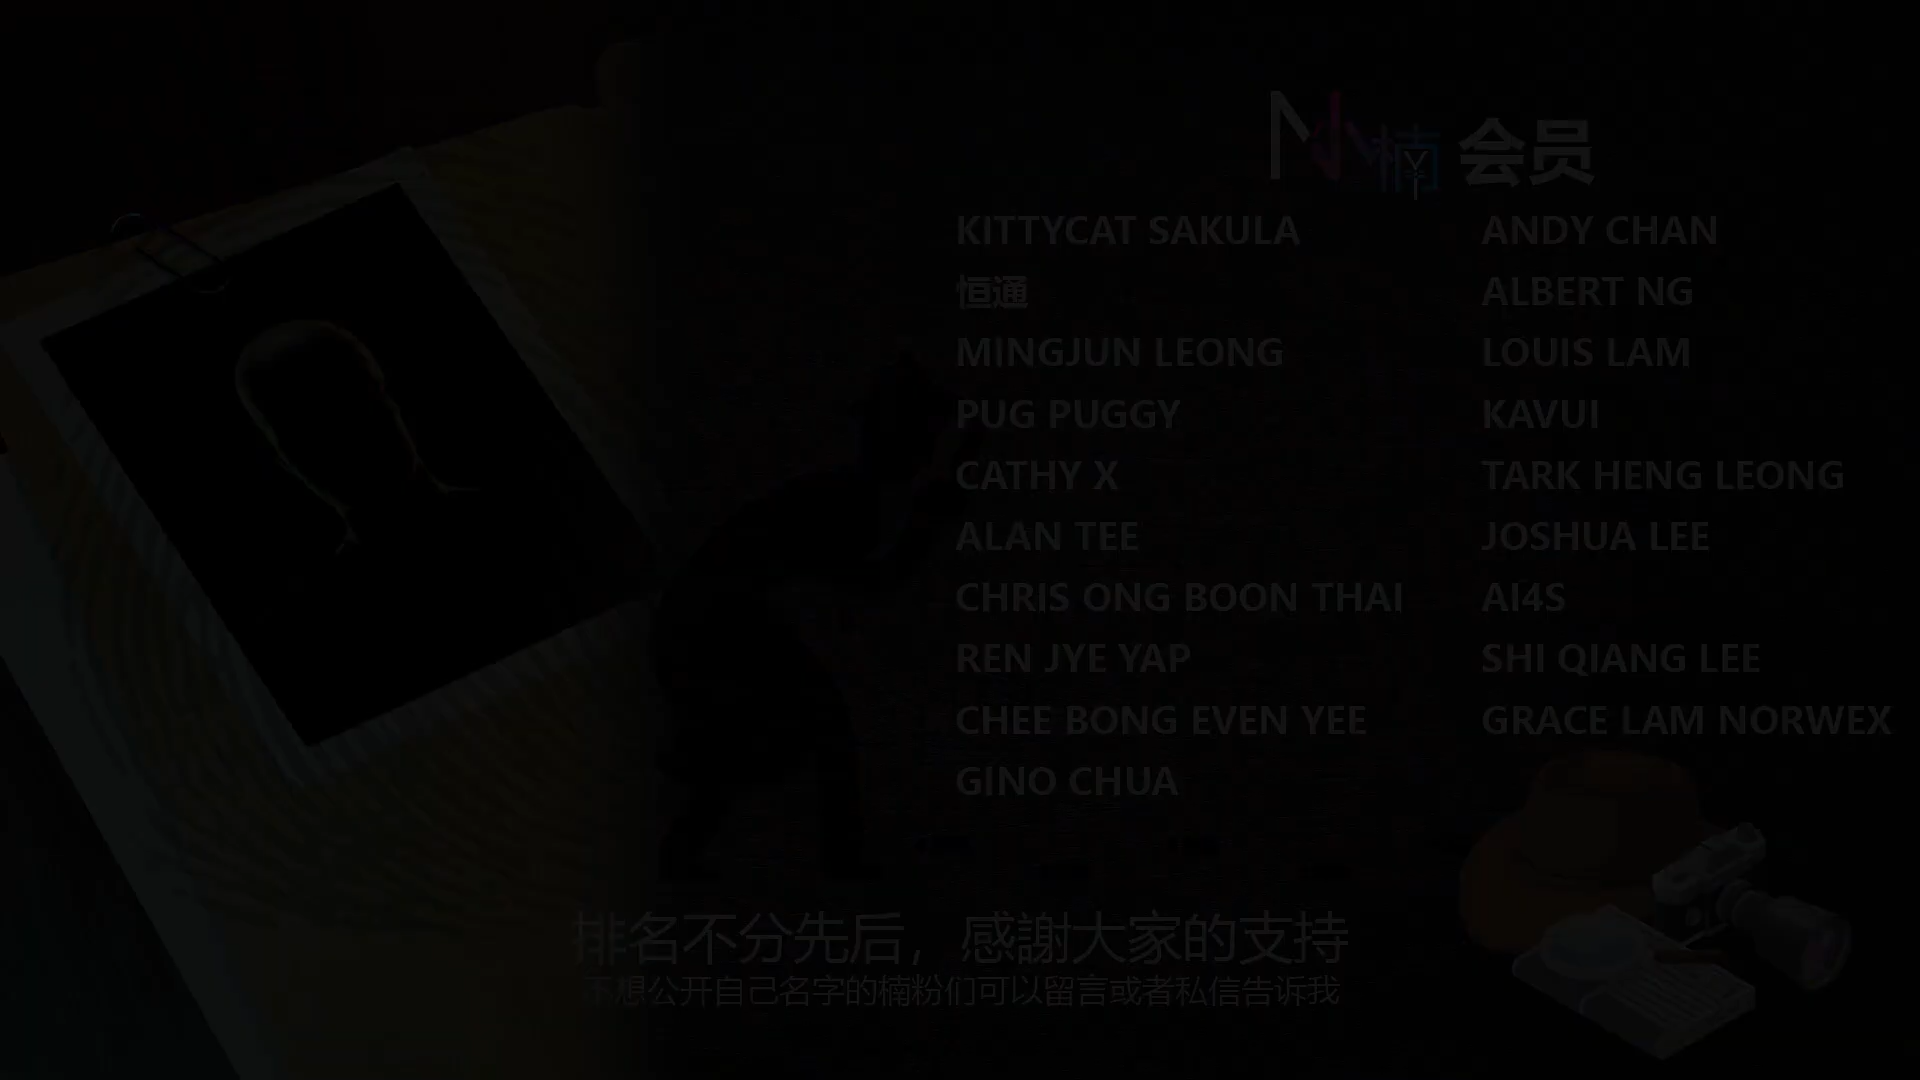 N小楠 会员
KITTYCAT SAKULA
恒通
MINGJUN LEONG
PUG PUGGY
CATHY X
ALAN TEE
CHRIS ONG BOON THAI
REN JYE YAP
CHEE BONG EVEN YEE
GINO CHUA
ANDY CHAN
ALBERT NG
LOUIS LAM
KAVUI
TARK HENG LEONG
JOSHUA LEE
AI4S
SHI QIANG LEE
GRACE LAM NORWEX
排名不分先后，感謝大家的支持
不想公开自己名字的楠粉们可以留言或者私信告诉我